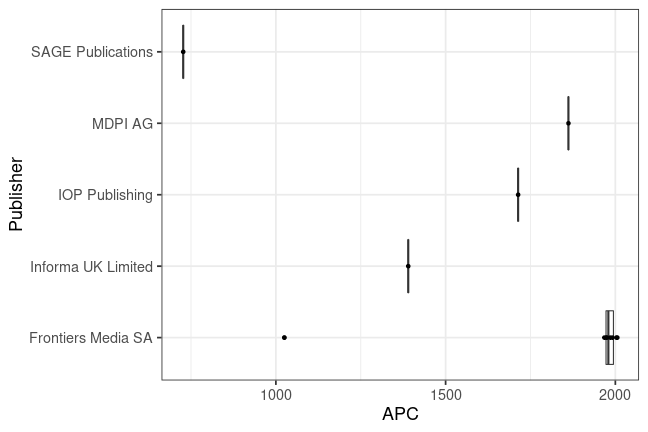 SAGE Publications
MDPI AG
IOP Publishing
Informa UK Limited
Frontiers Media SA
Publisher
1000
1500
2000
APC